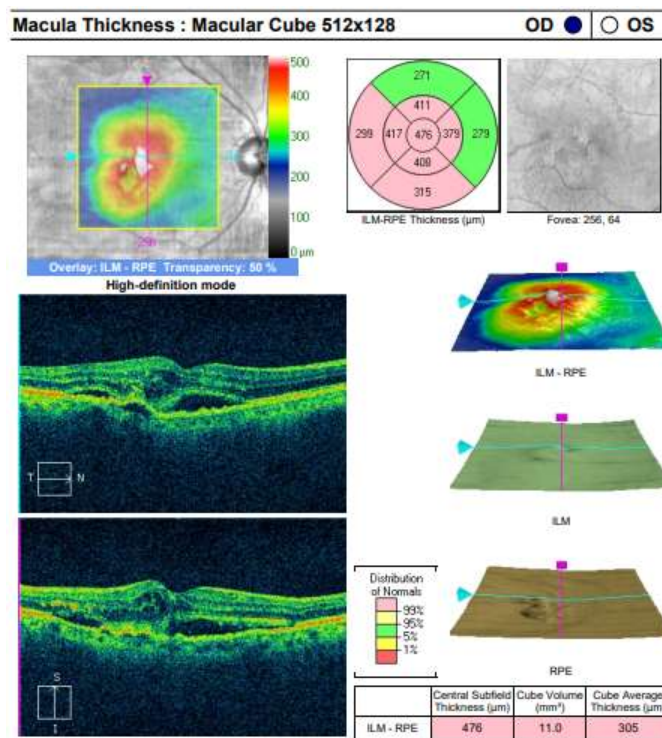 Macula Thickness : Macular Cube 512x128 OD OS
500
400
300
200
100
0 µm
Overlay: ILM - RPE Transparency: 50 %
High-definition mode
271
411
299 417 476 379 279
408
315
ILM-RPE Thickness (µm)
Fovea: 256, 64
ILM - RPE
T N
ILM
Distribution
of Normals
99%
95%
5%
1%
S
I
RPE
Central Subfield Thickness (µm) Cube Volume (mm³) Cube Average Thickness (µm)
ILM - RPE 476 11.0 305